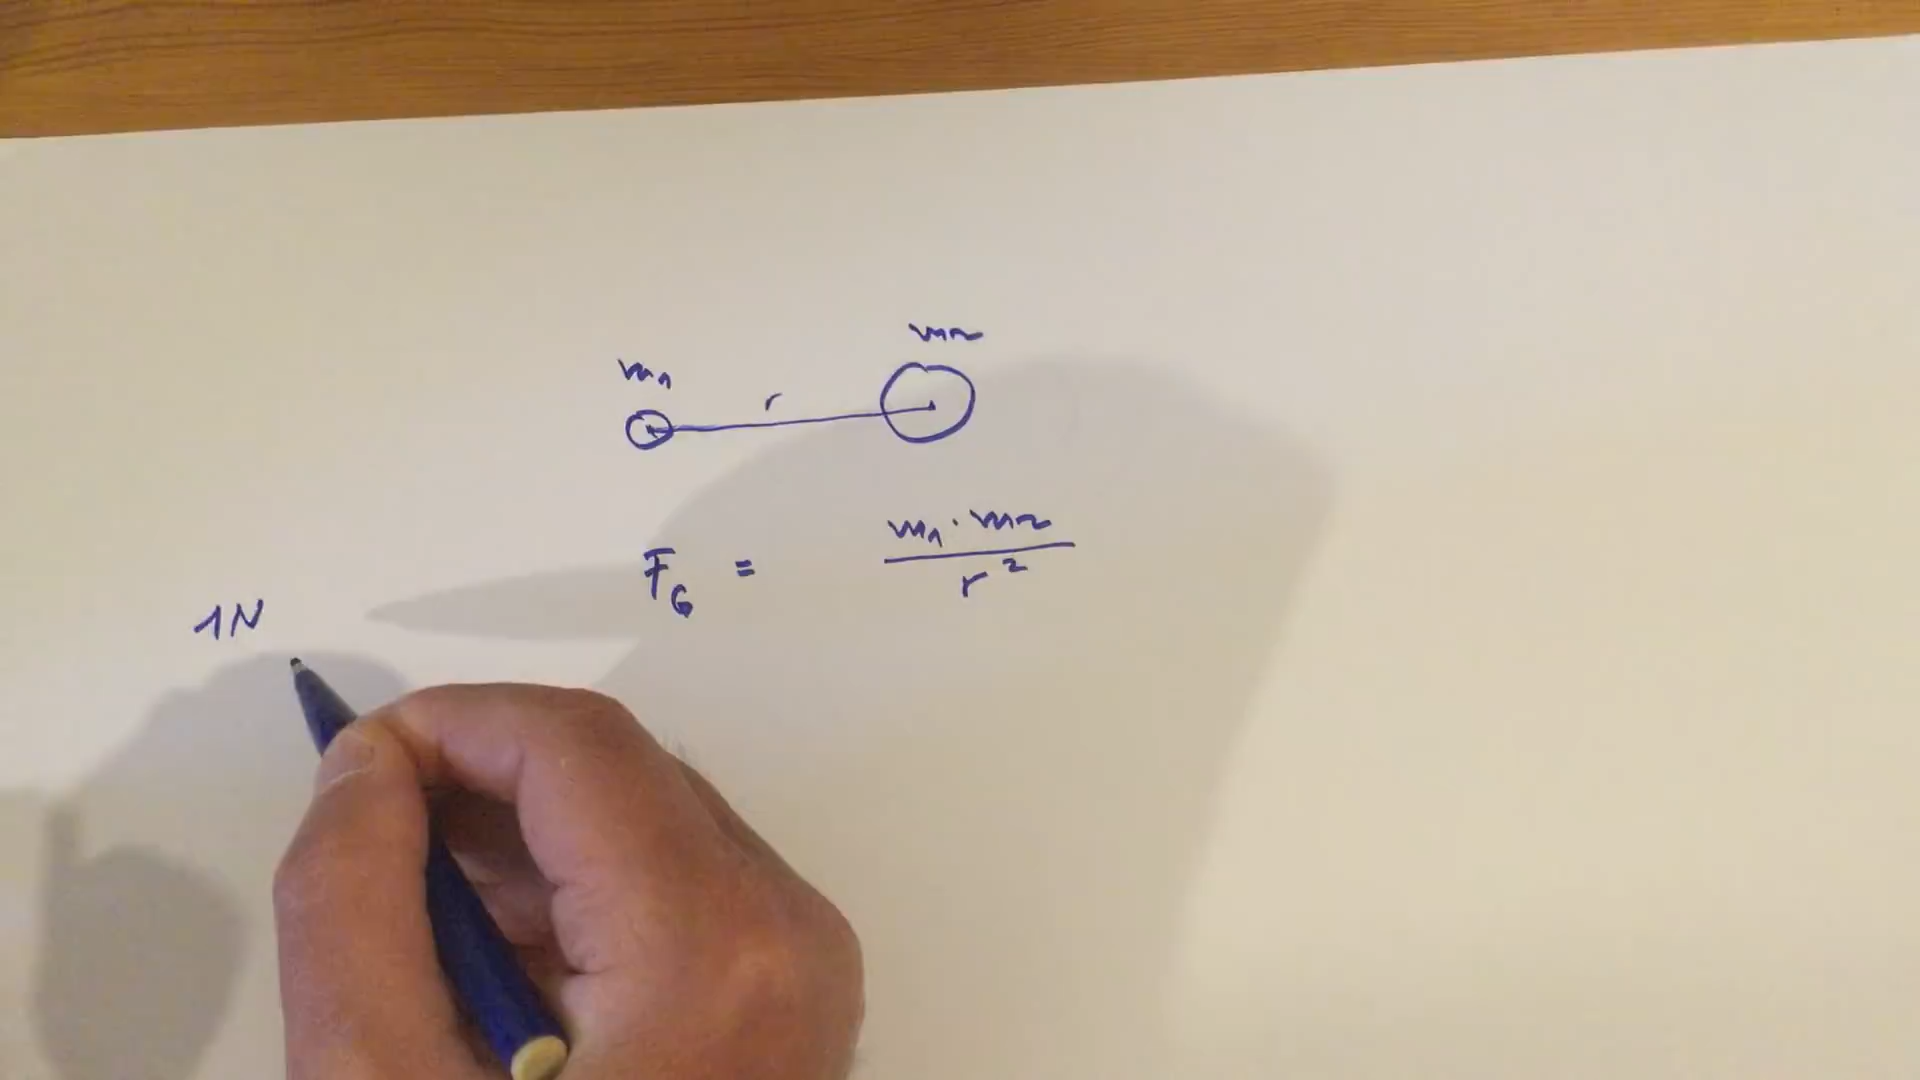 m₂
m₁
r
F_G = m₁ · m₂ / r²
1N